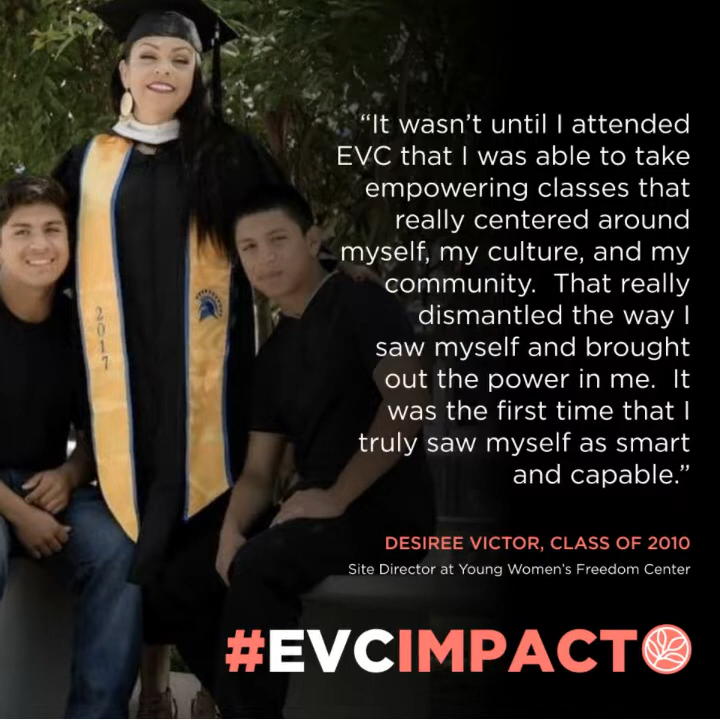 “It wasn’t until I attended
EVC that I was able to take
empowering classes that
really centered around
myself, my culture, and my
community.  That really
dismantled the way I
saw myself and brought
out the power in me.  It
was the first time that I
truly saw myself as smart
and capable.”
DESIREE VICTOR, CLASS OF 2010
Site Director at Young Women’s Freedom Center
#EVCIMPACT
2017